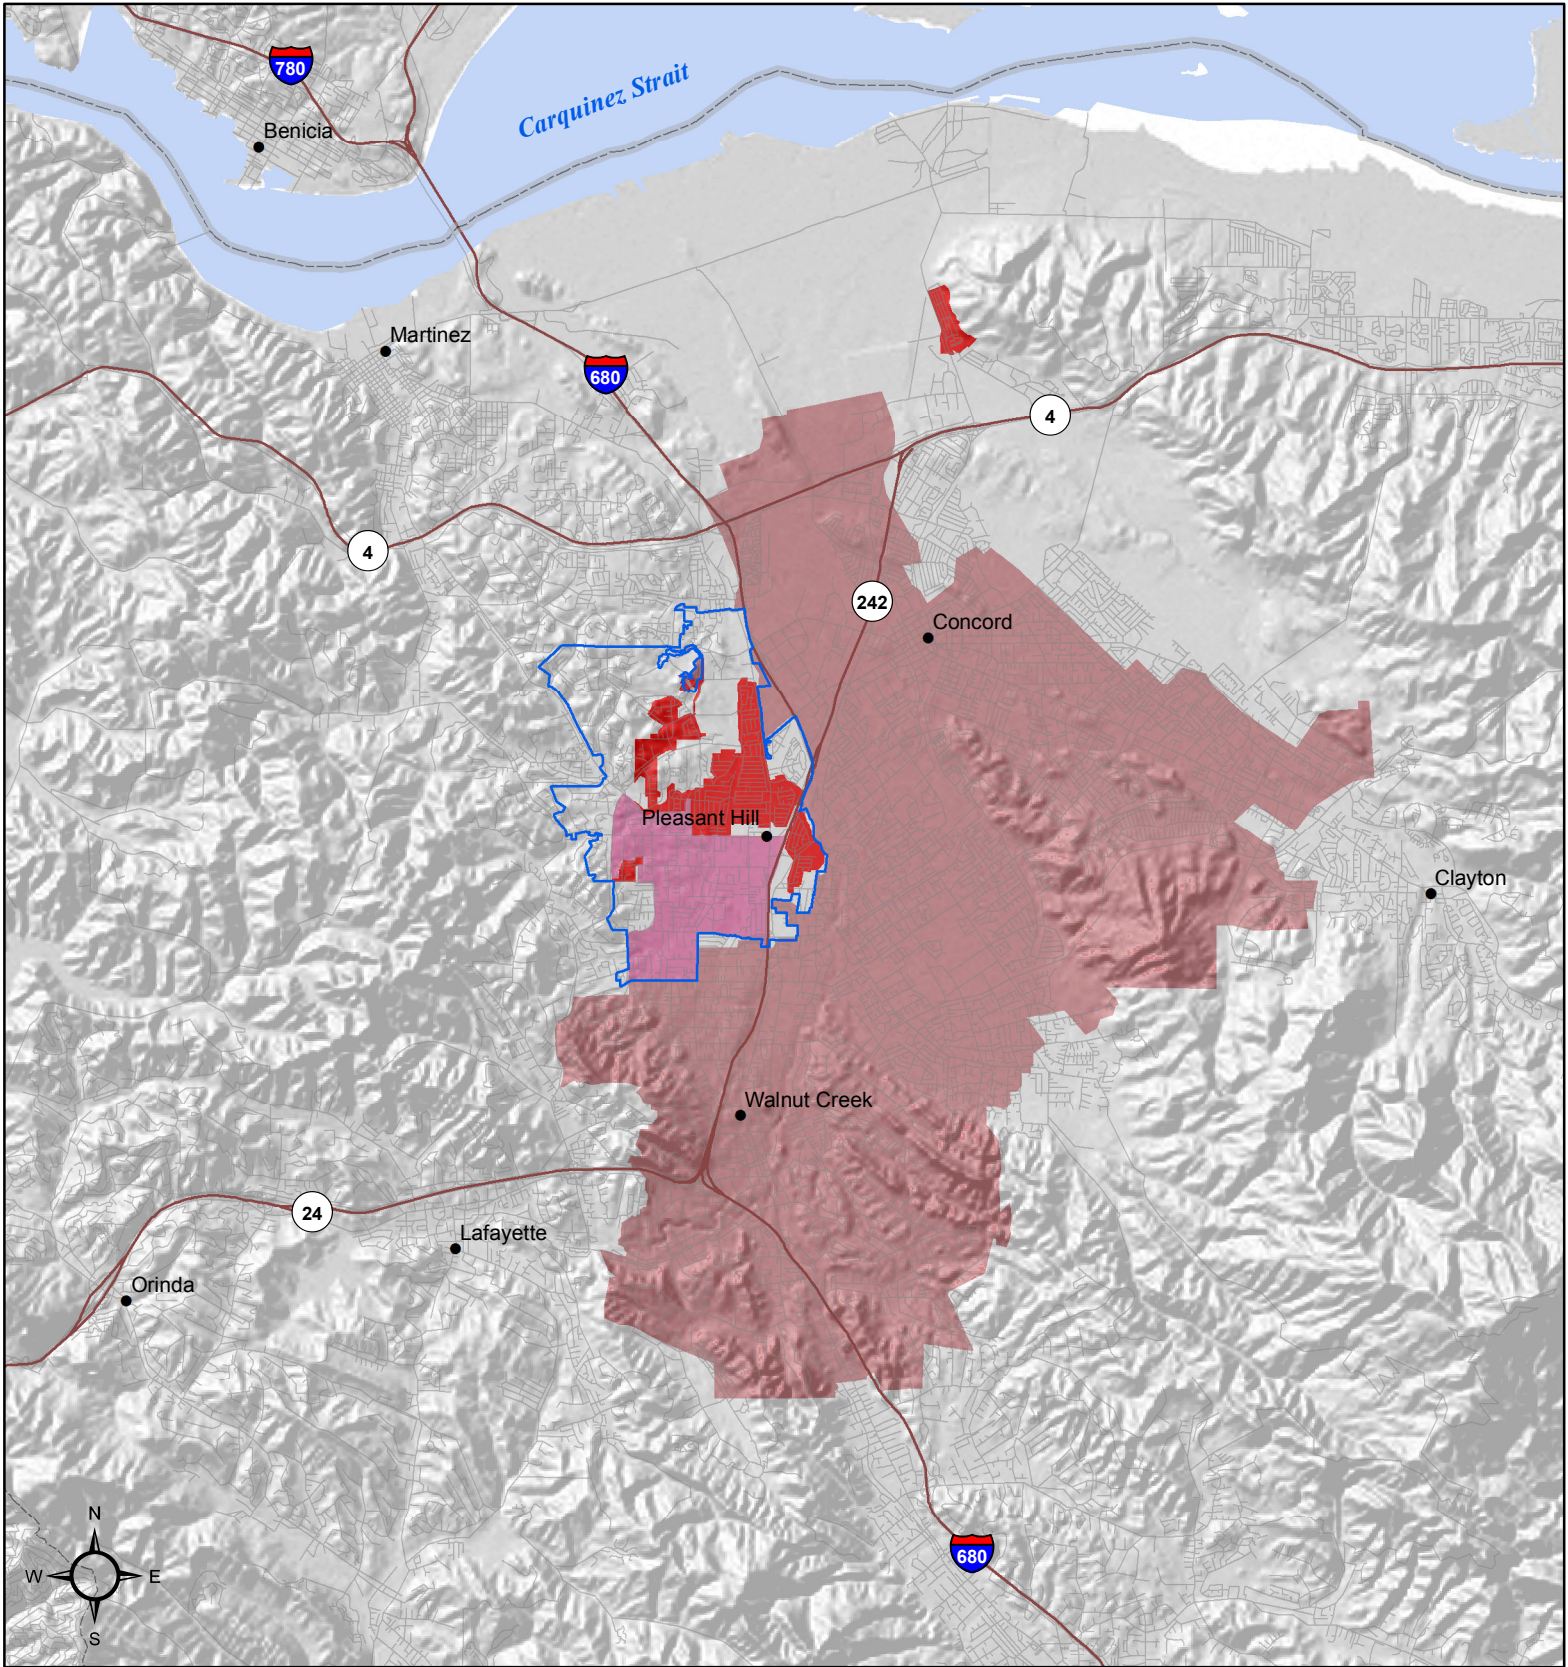 780
Carquinez Strait
Benicia
Martinez
680
4
4
242
Concord
Pleasant Hill
Clayton
Walnut Creek
24
Lafayette
Orinda
N
W E
S
680